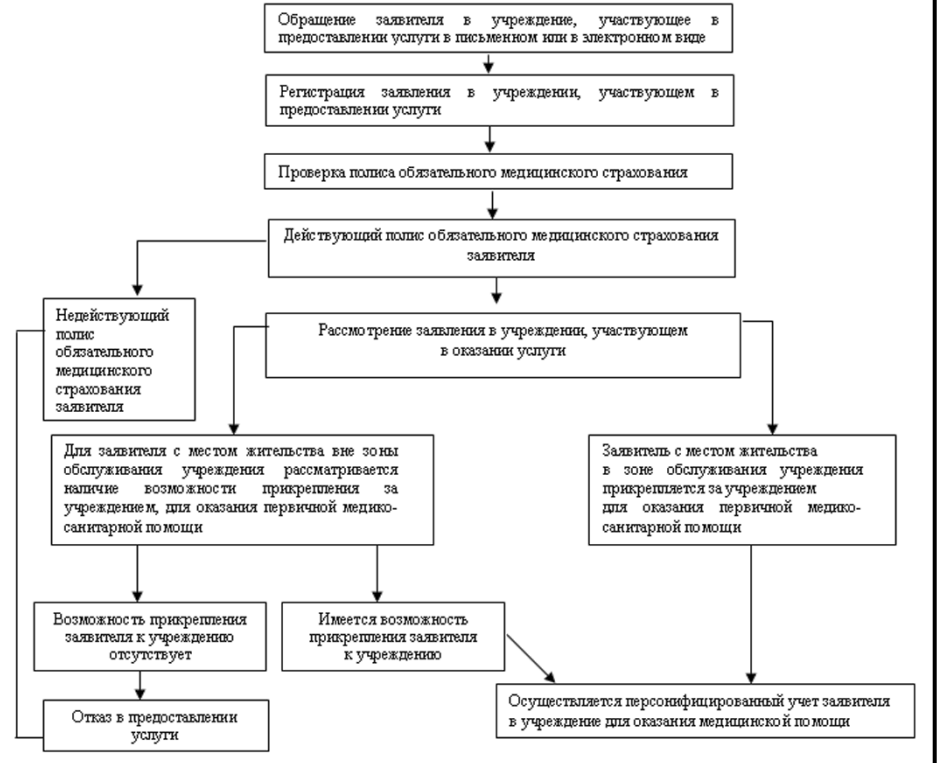 Обращение заявителя в учреждение, участвующее в
предоставлении услуги в письменном или в электронном виде
Регистрация заявления в учреждении, участвующем в
предоставлении услуги
Проверка полиса обязательного медицинского страхования
Действующий полис обязательного медицинского страхования
заявителя
Недействующий
полис
обязательного
медицинского
страхования
заявителя
Рассмотрение заявления в учреждении, участвующем
в оказании услуги
Для заявителя с местом жительства вне зоны
обслуживания учреждения рассматривается
наличие возможности прикрепления за
учреждением, для оказания первичной медико-
санитарной помощи
Заявитель с местом жительства
в зоне обслуживания учреждения
прикрепляется за учреждением
для оказания первичной медико-
санитарной помощи
Возможность прикрепления
заявителя к учреждению
отсутствует
Имеется возможность
прикрепления заявителя
к учреждению
Отказ в предоставлении
услуги
Осуществляется персонифицированный учет заявителя
в учреждение для оказания медицинской помощи